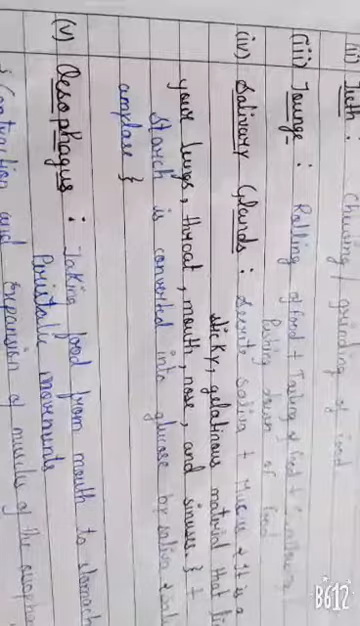 ii) Teeth : Chewing / grinding of food
(iii) Tounge : Rolling of food + Tasting of food +
Pushing down of food
(iv) Salivary Glands : Secrete Saliva + Mucus { It is a
sticky, gelatinous material that li
your lungs, throat, mouth, nose, and sinuses. } +
Starch is converted into glucose by saliva
amylase }
(v) Oesophagus : Taking food from mouth to stomach
Peristalic movements
{ Contraction and expansion of muscles of the oesopha
B612